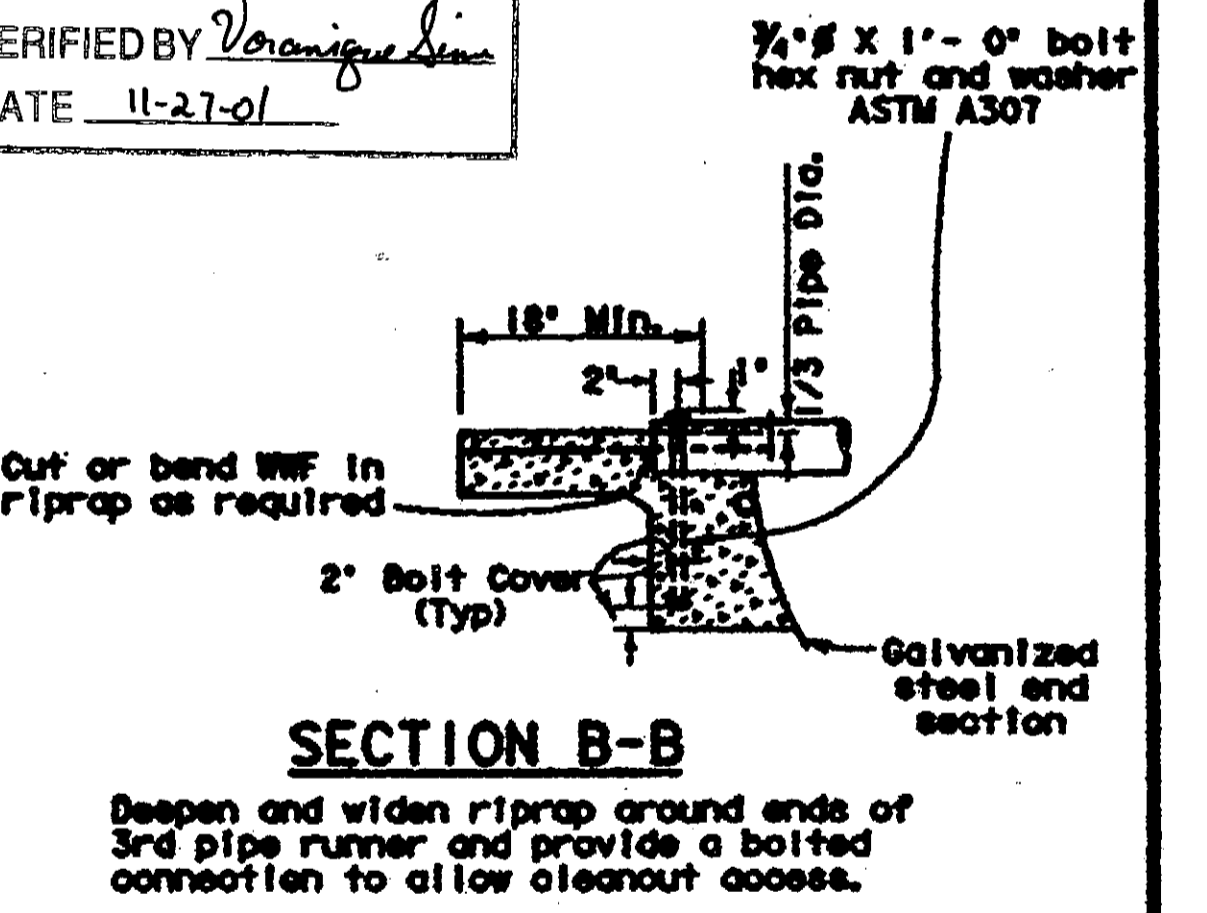 ERIFIED BY
ATE 11-27-01
3/4"Ø X 1'- 0" bolt
hex nut and washer
ASTM A307
1/3 Pipe Dia.
18" Min.
2"
1"
Cut or bend WWF in
riprap as required
2" Bolt Cover
(Typ)
Galvanized
steel end
section
SECTION B-B
Deepen and widen riprap around ends of
3rd pipe runner and provide a bolted
connection to allow cleanout access.